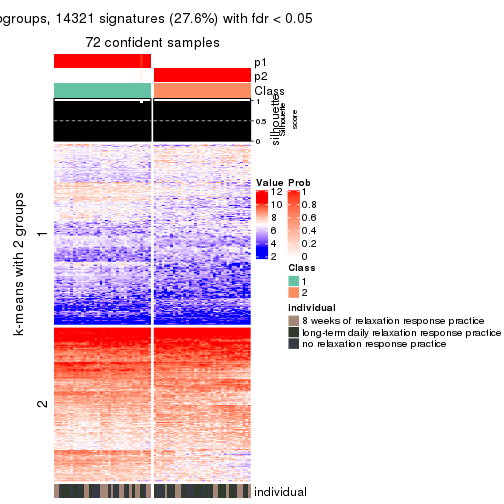 ogroups, 14321 signatures (27.6%) with fdr < 0.05
72 confident samples
p1
p2
Class
1
0.5
0
silhouette
Silhouette
score
k-means with 2 groups
1
2
Value
12
10
8
6
4
2
Prob
1
0.8
0.6
0.4
0.2
0
Class
1
2
individual
8 weeks of relaxation response practice
long-term daily relaxation response practice
no relaxation response practice
individual